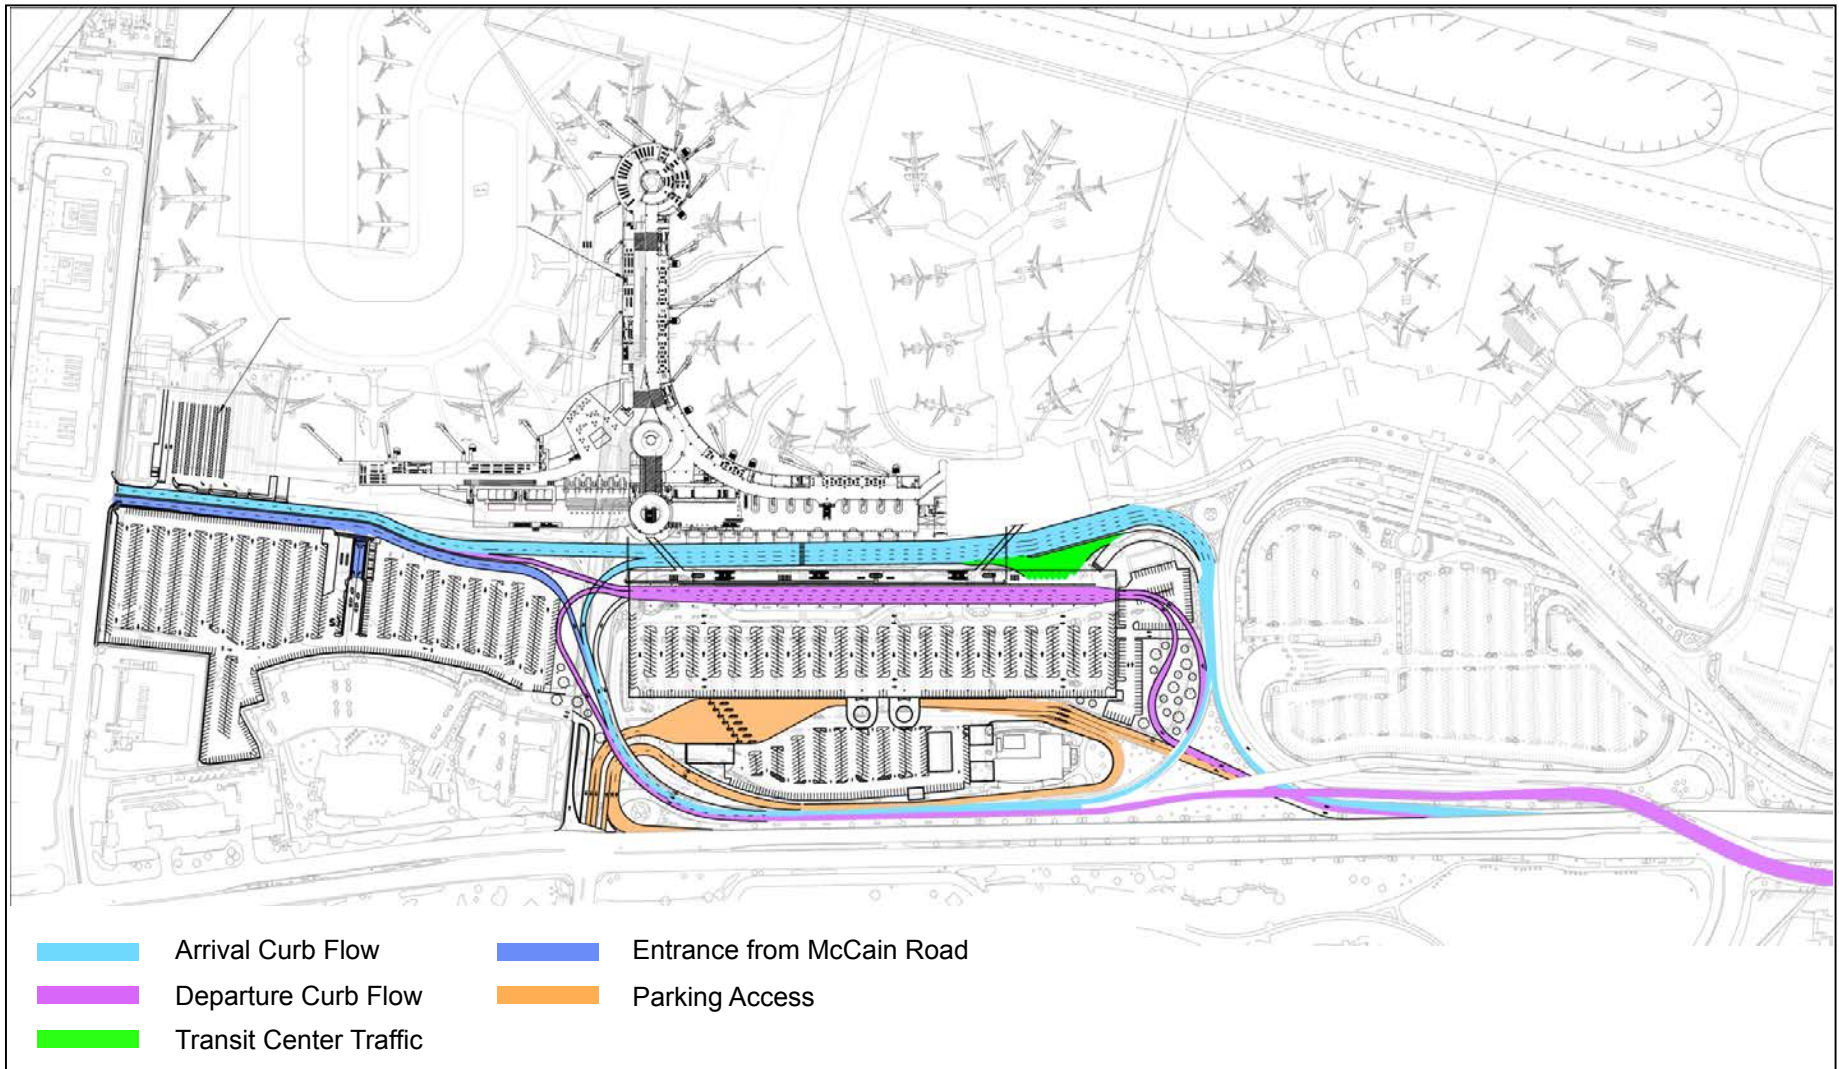 Arrival Curb Flow
Departure Curb Flow
Transit Center Traffic
Entrance from McCain Road
Parking Access